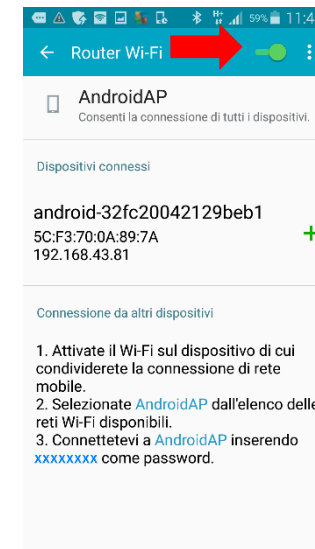 59% 11:4
Router Wi-Fi
AndroidAP
Consenti la connessione di tutti i dispositivi.
Dispositivi connessi
android-32fc20042129beb1
5C:F3:70:0A:89:7A
192.168.43.81
Connessione da altri dispositivi
1. Attivate il Wi-Fi sul dispositivo di cui
condividerete la connessione di rete
mobile.
2. Selezionate AndroidAP dall'elenco delle
reti Wi-Fi disponibili.
3. Connettetevi a AndroidAP inserendo
xxxxxxxx come password.